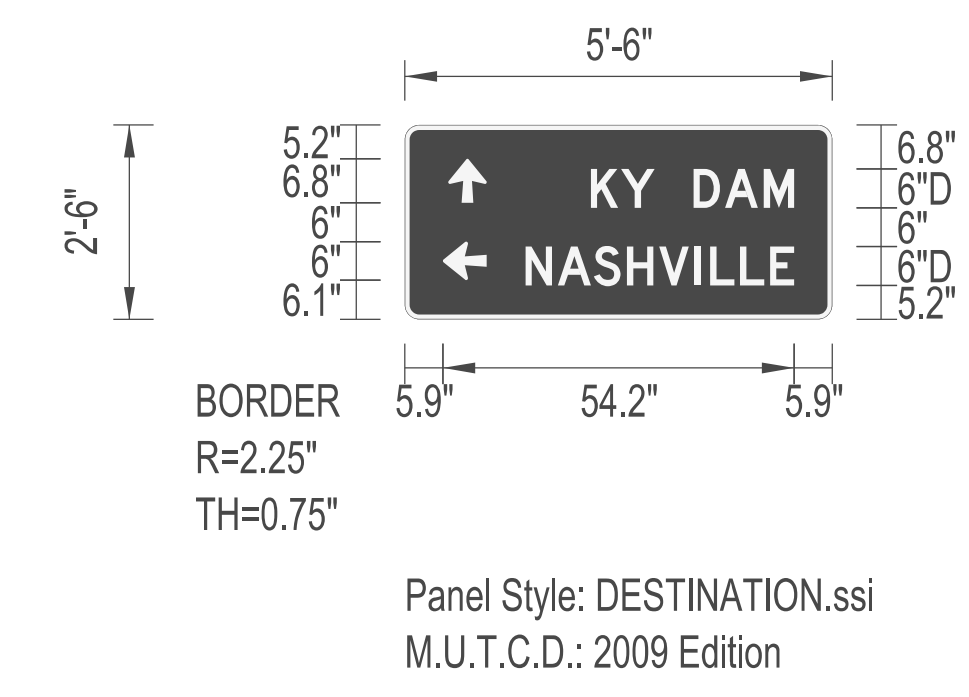 5'-6"
2'-6"
5.2"
6.8"
6"
6"
6.1"
KY DAM
NASHVILLE
6.8"
6"D
6"
6"D
5.2"
5.9"
54.2"
5.9"
BORDER
R=2.25"
TH=0.75"
Panel Style: DESTINATION.ssi
M.U.T.C.D.: 2009 Edition